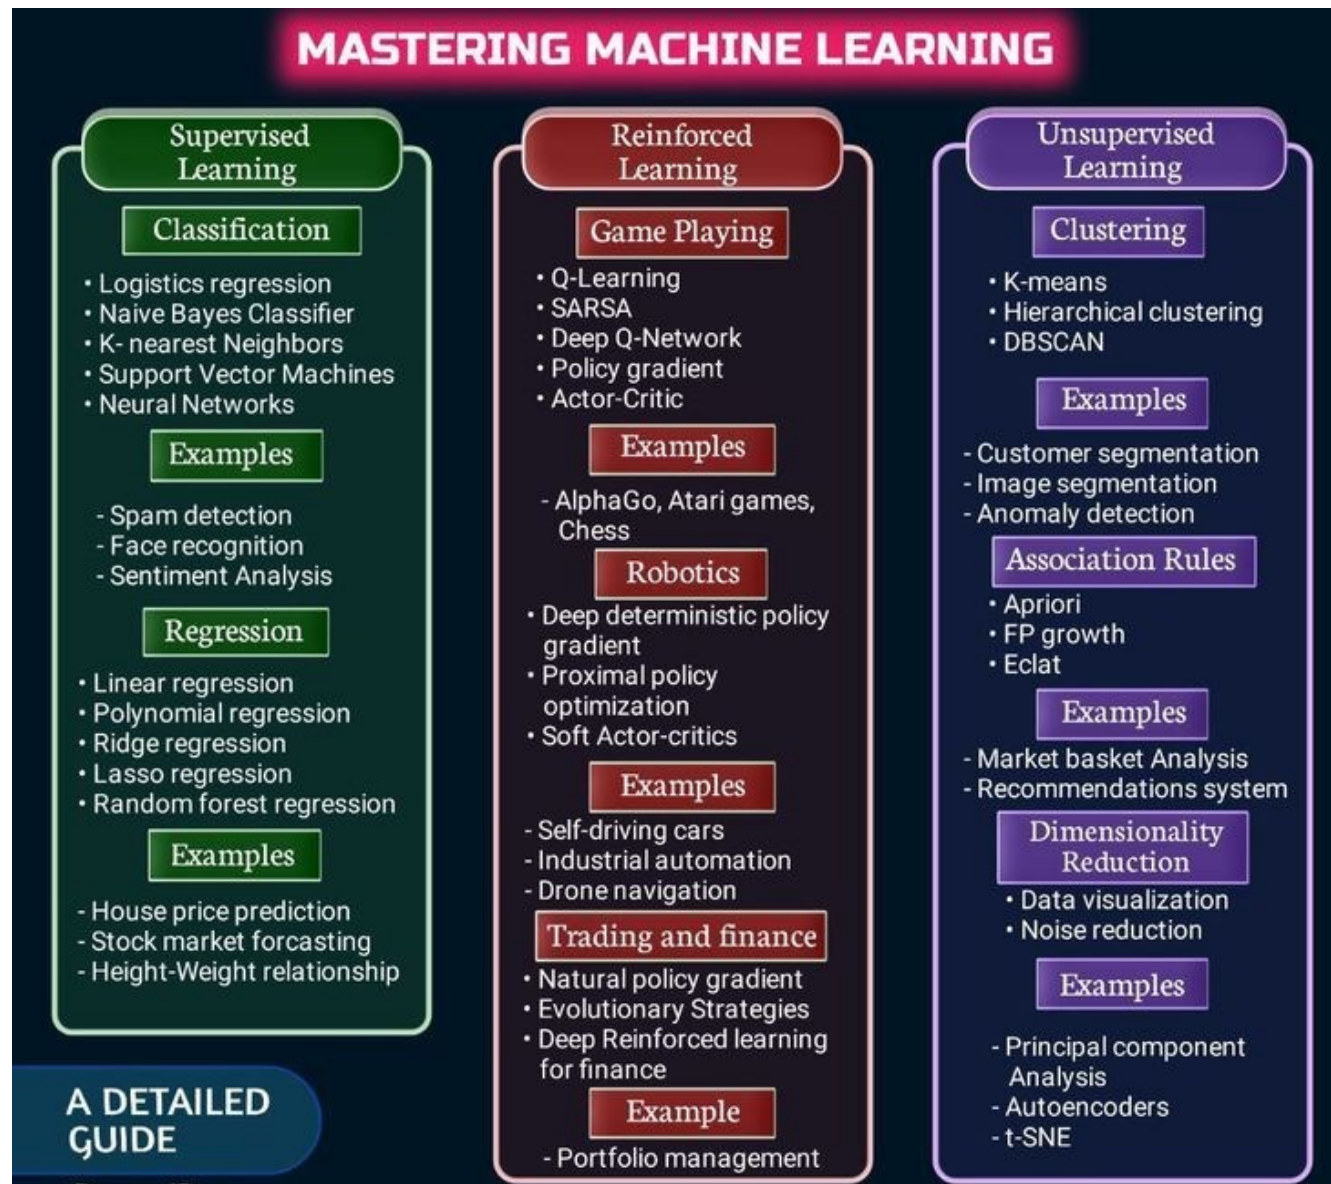 MASTERING MACHINE LEARNING
Supervised
Learning
Classification
• Logistics regression
• Naive Bayes Classifier
• K- nearest Neighbors
• Support Vector Machines
• Neural Networks
Examples
- Spam detection
- Face recognition
- Sentiment Analysis
Regression
• Linear regression
• Polynomial regression
• Ridge regression
• Lasso regression
• Random forest regression
Examples
- House price prediction
- Stock market forcasting
- Height-Weight relationship
A DETAILED
GUIDE
Reinforced
Learning
Game Playing
• Q-Learning
• SARSA
• Deep Q-Network
• Policy gradient
• Actor-Critic
Examples
- AlphaGo, Atari games,
Chess
Robotics
• Deep deterministic policy
gradient
• Proximal policy
optimization
• Soft Actor-critics
Examples
- Self-driving cars
- Industrial automation
- Drone navigation
Trading and finance
• Natural policy gradient
• Evolutionary Strategies
• Deep Reinforced learning
for finance
Example
- Portfolio management
Unsupervised
Learning
Clustering
• K-means
• Hierarchical clustering
• DBSCAN
Examples
- Customer segmentation
- Image segmentation
- Anomaly detection
Association Rules
• Apriori
• FP growth
• Eclat
Examples
- Market basket Analysis
- Recommendations system
Dimensionality
Reduction
• Data visualization
• Noise reduction
Examples
- Principal component
Analysis
- Autoencoders
- t-SNE